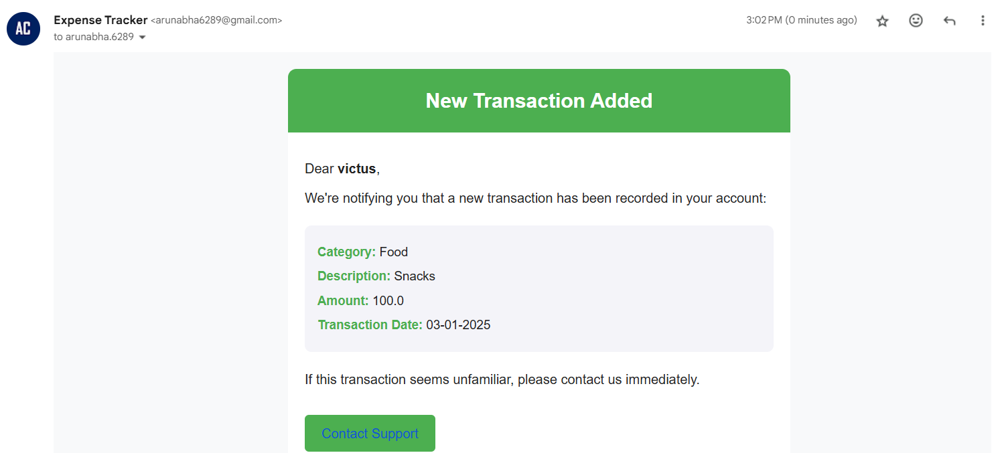 AC
Expense Tracker <arunabha6289@gmail.com>
3:02 PM (0 minutes ago)
to arunabha.6289
New Transaction Added
Dear victus,
We're notifying you that a new transaction has been recorded in your account:
Category: Food
Description: Snacks
Amount: 100.0
Transaction Date: 03-01-2025
If this transaction seems unfamiliar, please contact us immediately.
Contact Support